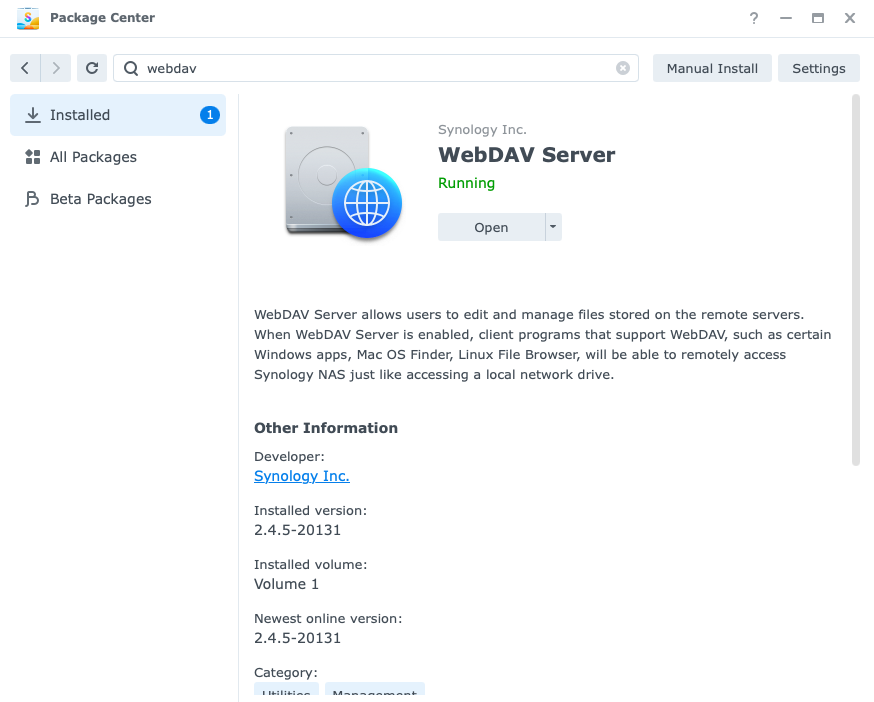 Package Center
?
webdav
Manual Install
Settings
Installed
1
All Packages
Beta Packages
Synology Inc.
WebDAV Server
Running
Open
WebDAV Server allows users to edit and manage files stored on the remote servers.
When WebDAV Server is enabled, client programs that support WebDAV, such as certain
Windows apps, Mac OS Finder, Linux File Browser, will be able to remotely access
Synology NAS just like accessing a local network drive.
Other Information
Developer:
Synology Inc.
Installed version:
2.4.5-20131
Installed volume:
Volume 1
Newest online version:
2.4.5-20131
Category:
Utilities Management